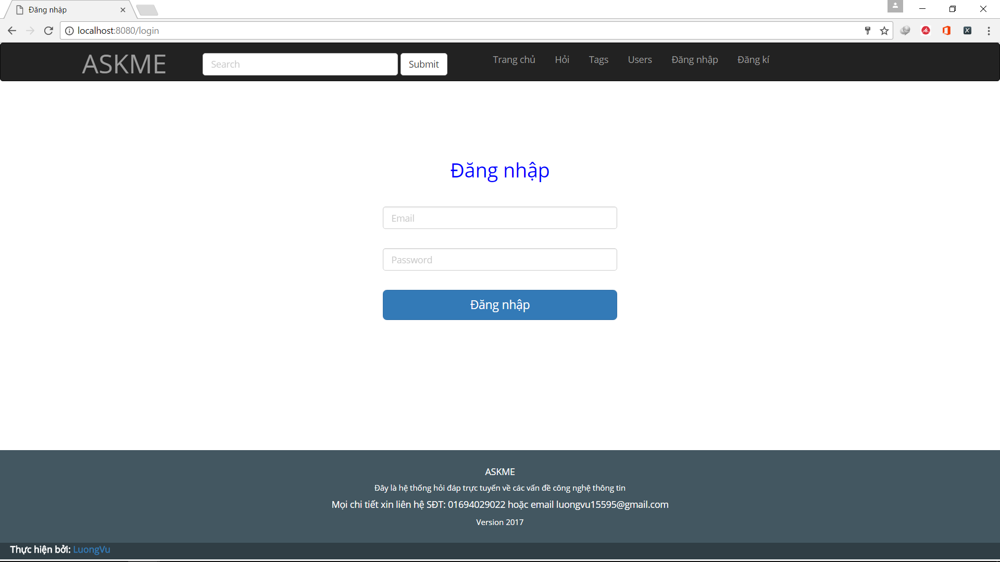 Đăng nhập
localhost:8080/login
ASKME Search Submit Trang chủ Hỏi Tags Users Đăng nhập Đăng kí
Đăng nhập
Email
Password
Đăng nhập
ASKME
Đây là hệ thống hỏi đáp trực tuyến về các vấn đề công nghệ thông tin
Mọi chi tiết xin liên hệ SĐT: 01694029022 hoặc email luongvu15595@gmail.com
Version 2017
Thực hiện bởi: LuongVu